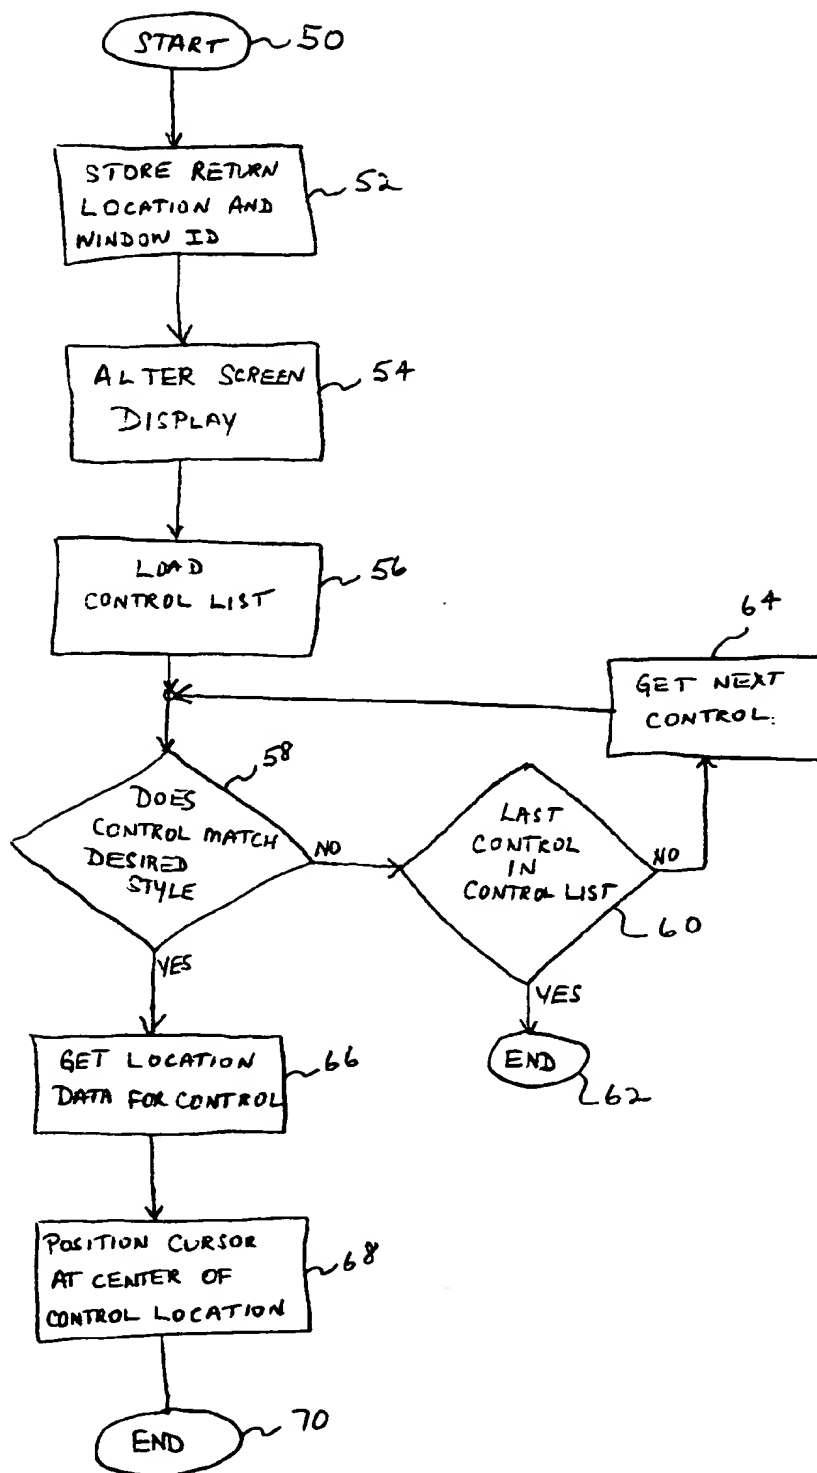 START
50
STORE RETURN
LOCATION AND
WINDOW ID
52
ALTER SCREEN
DISPLAY
54
LOAD
CONTROL LIST
56
64
GET NEXT
CONTROL.
58
DOES
CONTROL MATCH
DESIRED
STYLE
NO
LAST
CONTROL
IN
CONTROL LIST
NO
60
YES
YES
END
62
GET LOCATION
DATA FOR CONTROL
66
POSITION CURSOR
AT CENTER OF
CONTROL LOCATION
68
END
70